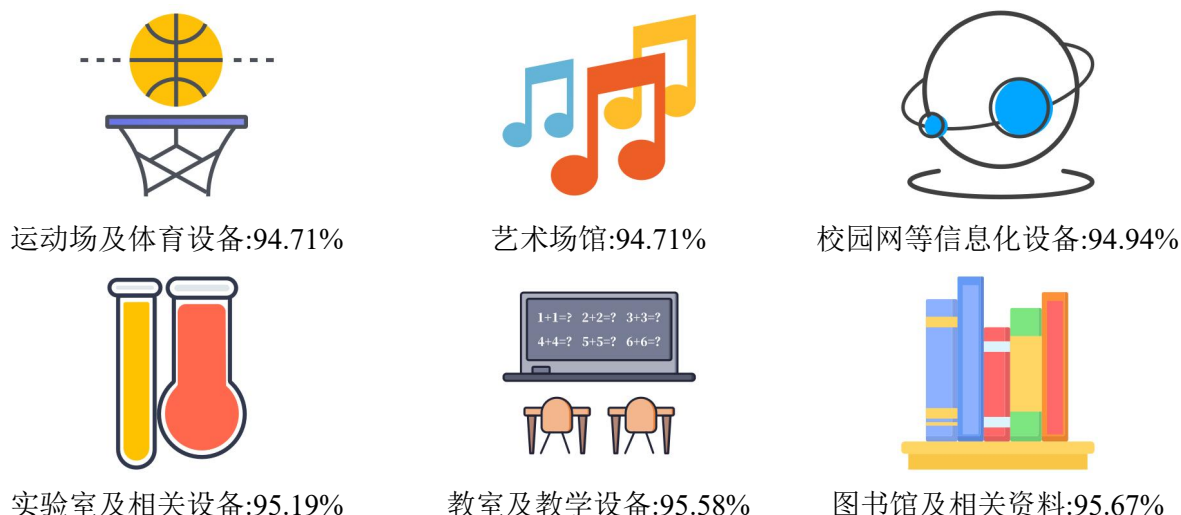 运动场及体育设备:94.71%
艺术场馆:94.71%
校园网等信息化设备:94.94%
1+1=? 2+2=? 3+3=?
4+4=? 5+5=? 6+6=?
实验室及相关设备:95.19%
教室及教学设备:95.58%
图书馆及相关资料:95.67%